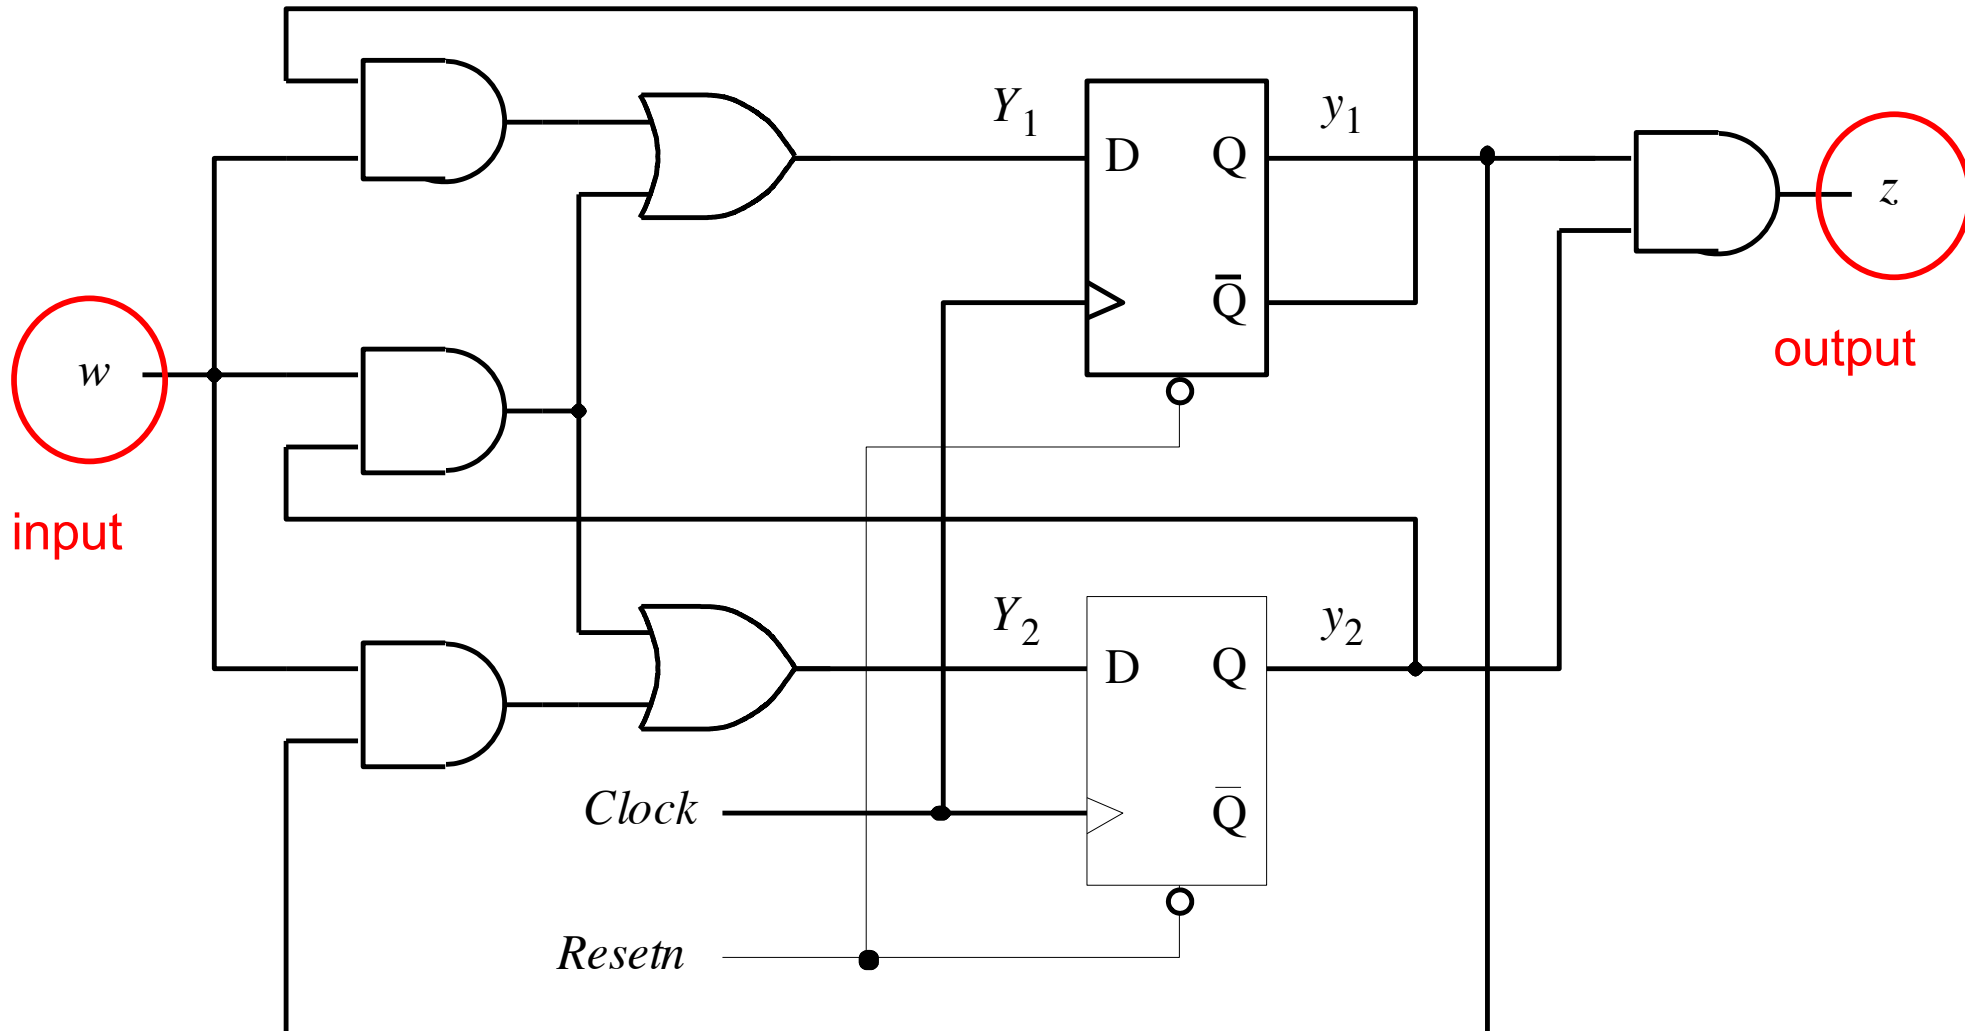 Y1
y1
D
Q
Q̅
w
z
output
input
Y2
y2
D
Q
Q̅
Clock
Resetn